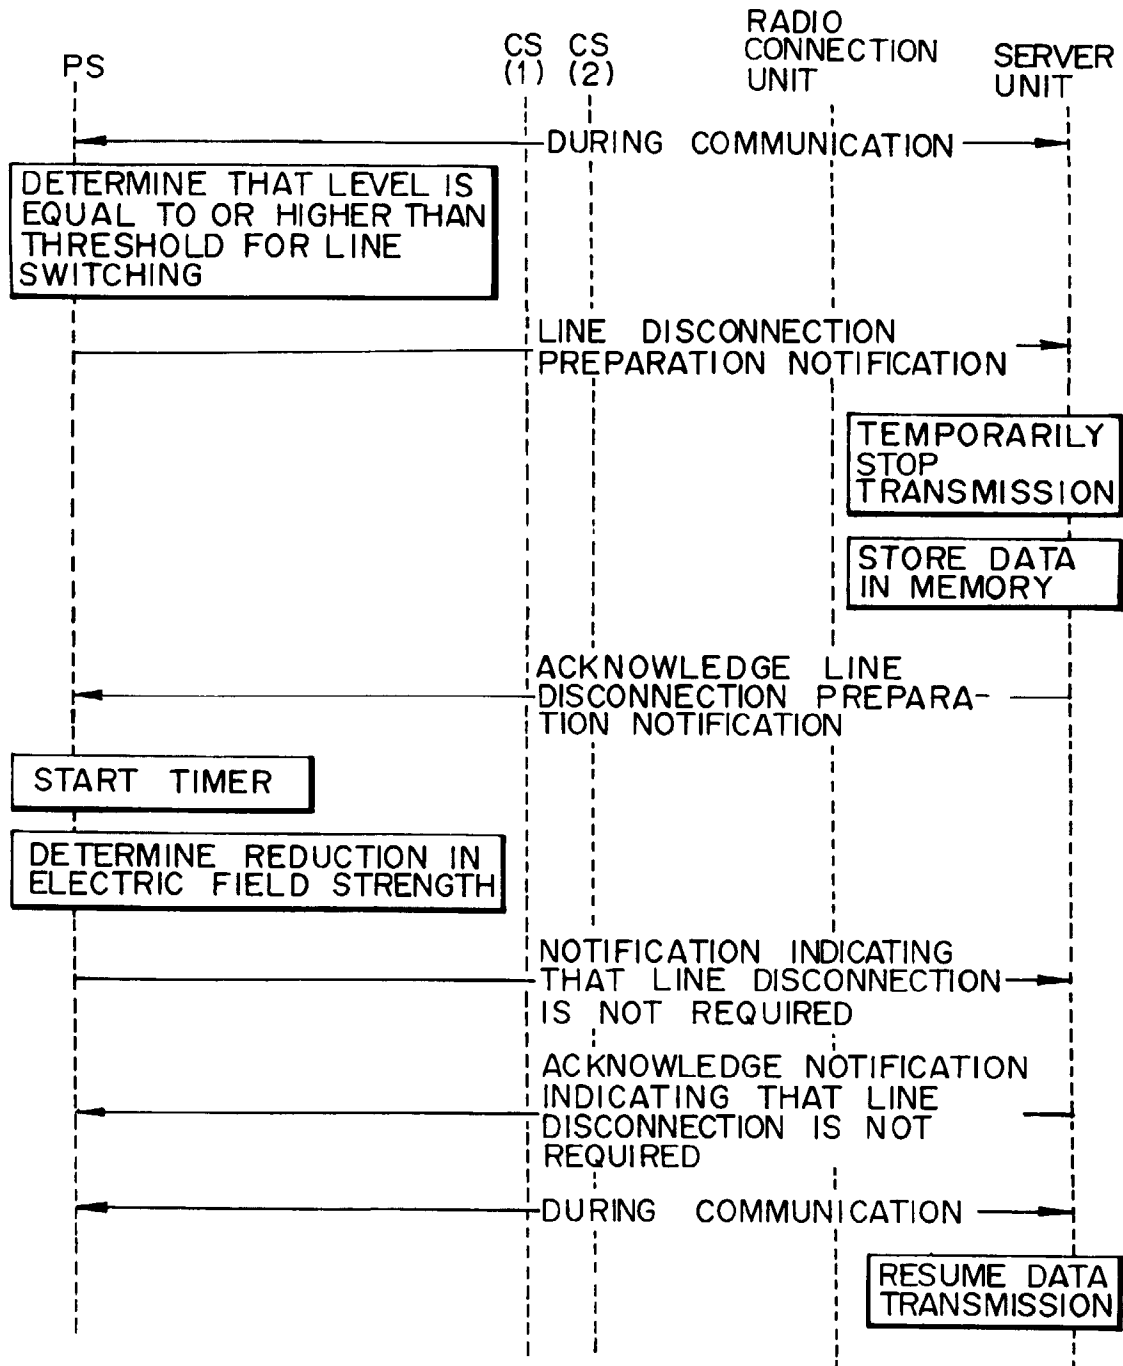 PS
CS
(1)
CS
(2)
RADIO
CONNECTION
UNIT
SERVER
UNIT
DURING COMMUNICATION
DETERMINE THAT LEVEL IS
EQUAL TO OR HIGHER THAN
THRESHOLD FOR LINE
SWITCHING
LINE DISCONNECTION
PREPARATION NOTIFICATION
TEMPORARILY
STOP
TRANSMISSION
STORE DATA
IN MEMORY
ACKNOWLEDGE LINE
DISCONNECTION PREPARA-
TION NOTIFICATION
START TIMER
DETERMINE REDUCTION IN
ELECTRIC FIELD STRENGTH
NOTIFICATION INDICATING
THAT LINE DISCONNECTION
IS NOT REQUIRED
ACKNOWLEDGE NOTIFICATION
INDICATING THAT LINE
DISCONNECTION IS NOT
REQUIRED
DURING COMMUNICATION
RESUME DATA
TRANSMISSION